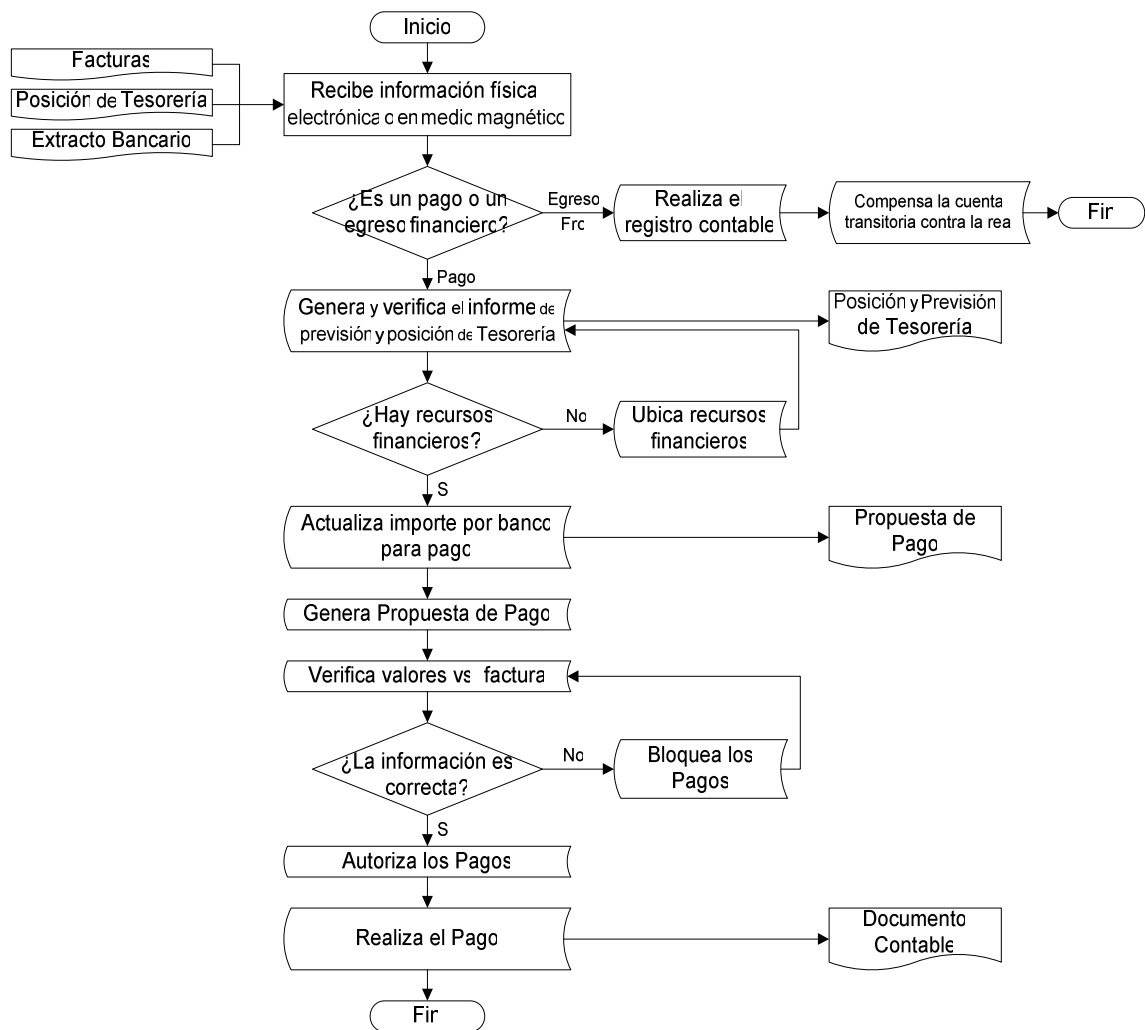 Inicio
Facturas
Posición de Tesorería
Extracto Bancario
Recibe información física
electrónica o en medio magnético
¿Es un pago o un
egreso financiero?
Egreso
Fro
Realiza el
registro contable
Compensa la cuenta
transitoria contra la rea
Fin
Pago
Genera y verifica el informe de
previsión y posición de Tesorería
Posición y Previsión
de Tesorería
¿Hay recursos
financieros?
No
Ubica recursos
financieros
S
Actualiza importe por banco
para pago
Propuesta de
Pago
Genera Propuesta de Pago
Verifica valores vs factura
¿La información es
correcta?
No
Bloquea los
Pagos
S
Autoriza los Pagos
Realiza el Pago
Documento
Contable
Fin